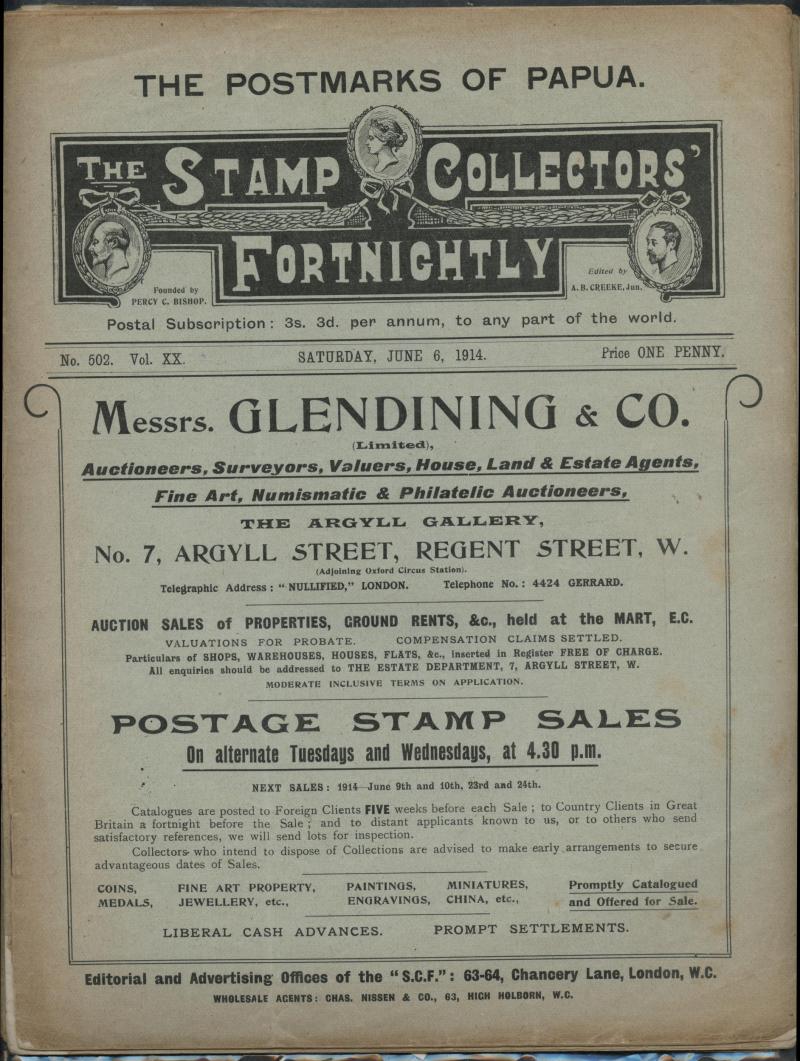 THE POSTMARKS OF PAPUA.
THE STAMP COLLECTORS'
FORTNIGHTLY
Founded by
PERCY C. BISHOP.
Edited by
A. B. CREEKE, Jun.
Postal Subscription: 3s. 3d. per annum, to any part of the world.
No. 502. Vol. XX. SATURDAY, JUNE 6, 1914. Price ONE PENNY.
Messrs. GLENDINING & CO.
(Limited),
Auctioneers, Surveyors, Valuers, House, Land & Estate Agents,
Fine Art, Numismatic & Philatelic Auctioneers,
THE ARGYLL GALLERY,
No. 7, ARGYLL STREET, REGENT STREET, W.
(Adjoining Oxford Circus Station).
Telegraphic Address: "NULLIFIED," LONDON. Telephone No.: 4424 GERRARD.
AUCTION SALES of PROPERTIES, GROUND RENTS, &c., held at the MART, E.C.
VALUATIONS FOR PROBATE. COMPENSATION CLAIMS SETTLED.
Particulars of SHOPS, WAREHOUSES, HOUSES, FLATS, &c., inserted in Register FREE OF CHARGE.
All enquiries should be addressed to THE ESTATE DEPARTMENT, 7, ARGYLL STREET, W.
MODERATE INCLUSIVE TERMS ON APPLICATION.
POSTAGE STAMP SALES
On alternate Tuesdays and Wednesdays, at 4.30 p.m.
NEXT SALES: 1914—June 9th and 10th, 23rd and 24th.
Catalogues are posted to Foreign Clients FIVE weeks before each Sale; to Country Clients in Great
Britain a fortnight before the Sale; and to distant applicants known to us, or to others who send
satisfactory references, we will send lots for inspection.
Collectors who intend to dispose of Collections are advised to make early arrangements to secure
advantageous dates of Sales.
COINS, FINE ART PROPERTY, PAINTINGS, MINIATURES, Promptly Catalogued
MEDALS, JEWELLERY, etc., ENGRAVINGS, CHINA, etc., and Offered for Sale.
LIBERAL CASH ADVANCES. PROMPT SETTLEMENTS.
Editorial and Advertising Offices of the "S.C.F.": 63-64, Chancery Lane, London, W.C.
WHOLESALE AGENTS: CHAS. NISSEN & CO., 63, HIGH HOLBORN, W.C.